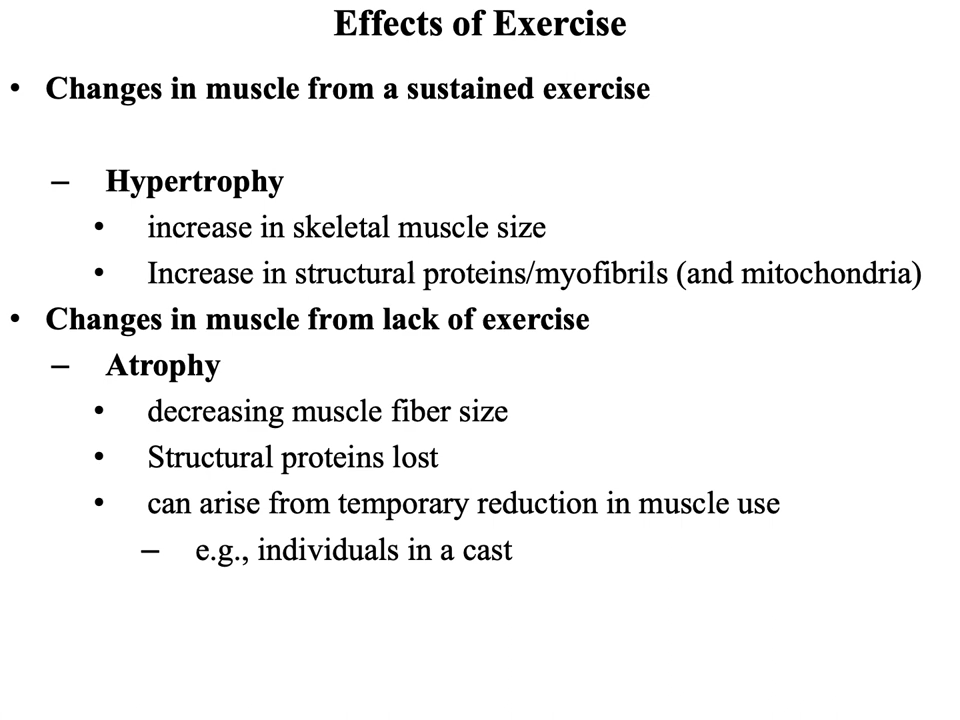 Effects of Exercise
• Changes in muscle from a sustained exercise
– Hypertrophy
• increase in skeletal muscle size
• Increase in structural proteins/myofibrils (and mitochondria)
• Changes in muscle from lack of exercise
– Atrophy
• decreasing muscle fiber size
• Structural proteins lost
• can arise from temporary reduction in muscle use
– e.g., individuals in a cast